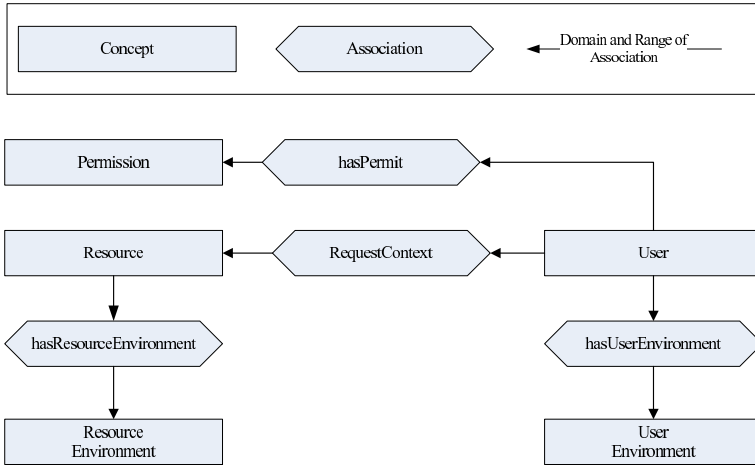 Concept
Association
Domain and Range of
Association
Permission
hasPermit
Resource
RequestContext
User
hasResourceEnvironment
hasUserEnvironment
Resource
Environment
User
Environment